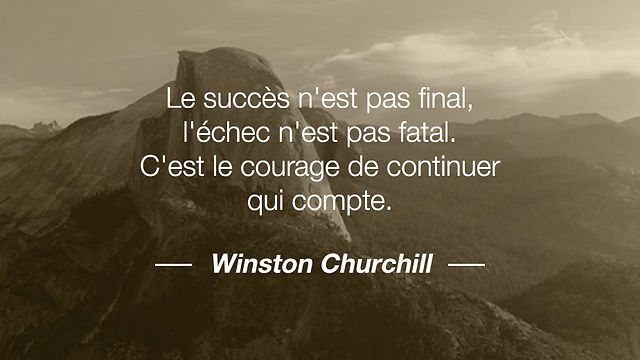 Le succès n'est pas final,
l'échec n'est pas fatal.
C'est le courage de continuer
qui compte.
Winston Churchill